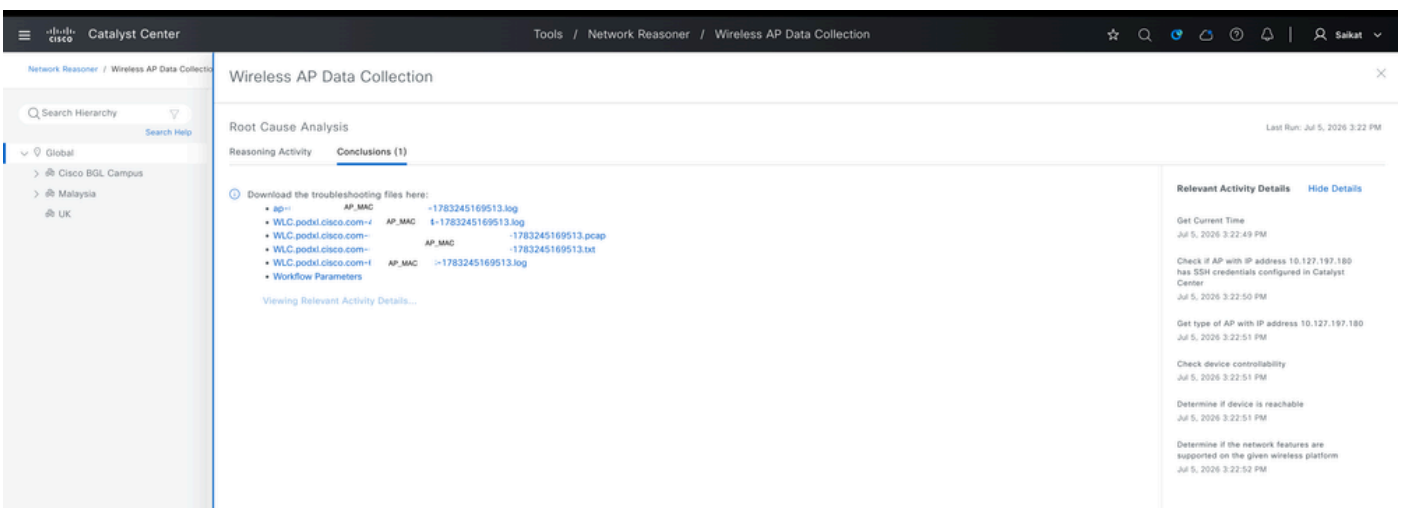 cisco Catalyst Center
Tools / Network Reasoner / Wireless AP Data Collection
Saikat
Network Reasoner / Wireless AP Data Collectio
Wireless AP Data Collection
Search Hierarchy
Search Help
Global
Cisco BGL Campus
Malaysia
UK
Root Cause Analysis
Last Run: Jul 5, 2026 3:22 PM
Reasoning Activity Conclusions (1)
Download the troubleshooting files here:
• ap- AP_MAC -1783245169513.log
• WLC.podxl.cisco.com- AP_MAC -1783245169513.log
• WLC.podxl.cisco.com- AP_MAC -1783245169513.pcap
• WLC.podxl.cisco.com- -1783245169513.txt
• WLC.podxl.cisco.com- AP_MAC -1783245169513.log
• Workflow Parameters
Viewing Relevant Activity Details...
Relevant Activity Details Hide Details
Get Current Time
Jul 5, 2026 3:22:49 PM
Check if AP with IP address 10.127.197.180
has SSH credentials configured in Catalyst
Center
Jul 5, 2026 3:22:50 PM
Get type of AP with IP address 10.127.197.180
Jul 5, 2026 3:22:51 PM
Check device controllability
Jul 5, 2026 3:22:51 PM
Determine if device is reachable
Jul 5, 2026 3:22:51 PM
Determine if the network features are
supported on the given wireless platform
Jul 5, 2026 3:22:52 PM